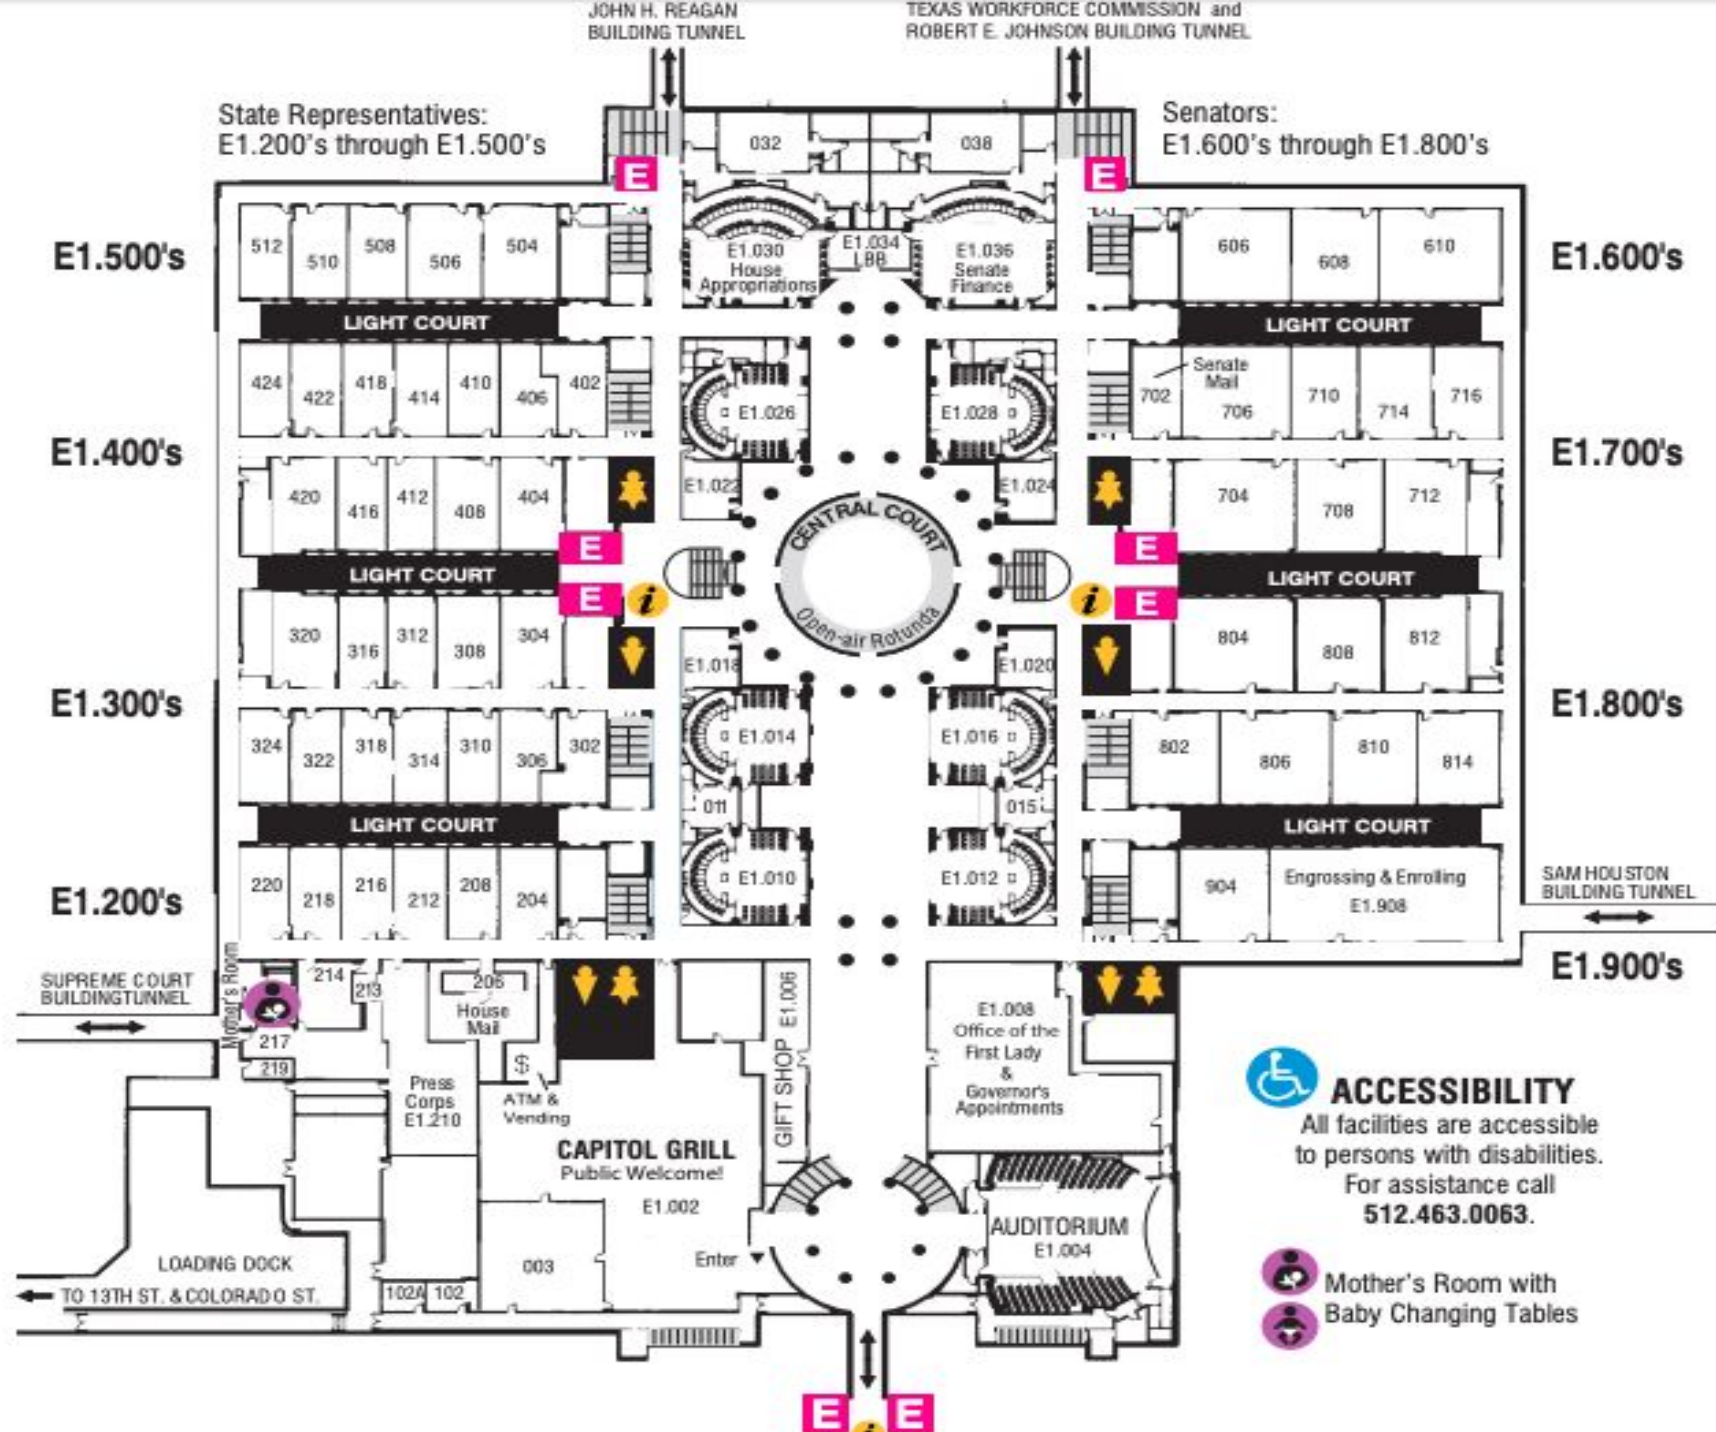 JOHN H. REAGAN
BUILDING TUNNEL
TEXAS WORKFORCE COMMISSION and
ROBERT E. JOHNSON BUILDING TUNNEL
State Representatives:
E1.200's through E1.500's
Senators:
E1.600's through E1.800's
032
038
E
E
E1.500's
512
510
508
506
504
E1.030
House
Appropriations
E1.034
LBB
E1.036
Senate
Finance
606
608
610
E1.600's
LIGHT COURT
LIGHT COURT
424
422
418
414
410
406
402
E1.026
E1.028
702
Senate
Mail
706
710
714
716
E1.400's
E1.700's
420
416
412
408
404
E1.022
E1.024
704
708
712
CENTRAL COURT
Open-air Rotunda
E
E
LIGHT COURT
LIGHT COURT
E
i
i
E
320
316
312
308
304
E1.018
E1.020
804
808
812
E1.300's
E1.800's
324
322
318
314
310
306
302
E1.014
E1.016
802
806
810
814
011
015
LIGHT COURT
LIGHT COURT
E1.200's
220
218
216
212
208
204
E1.010
E1.012
904
Engrossing & Enrolling
E1.908
SAM HOUSTON
BUILDING TUNNEL
E1.900's
SUPREME COURT
BUILDINGTUNNEL
Mother's Room
214
213
206
House
Mail
217
219
Press
Corps
E1.210
$
ATM &
Vending
GIFT SHOP E1.006
E1.008
Office of the
First Lady
&
Governor's
Appointments
CAPITOL GRILL
Public Welcome!
E1.002
Enter
003
102A
102
AUDITORIUM
E1.004
LOADING DOCK
TO 13TH ST. & COLORADO ST.
ACCESSIBILITY
All facilities are accessible
to persons with disabilities.
For assistance call
512.463.0063.
Mother's Room with
Baby Changing Tables
E
E
i